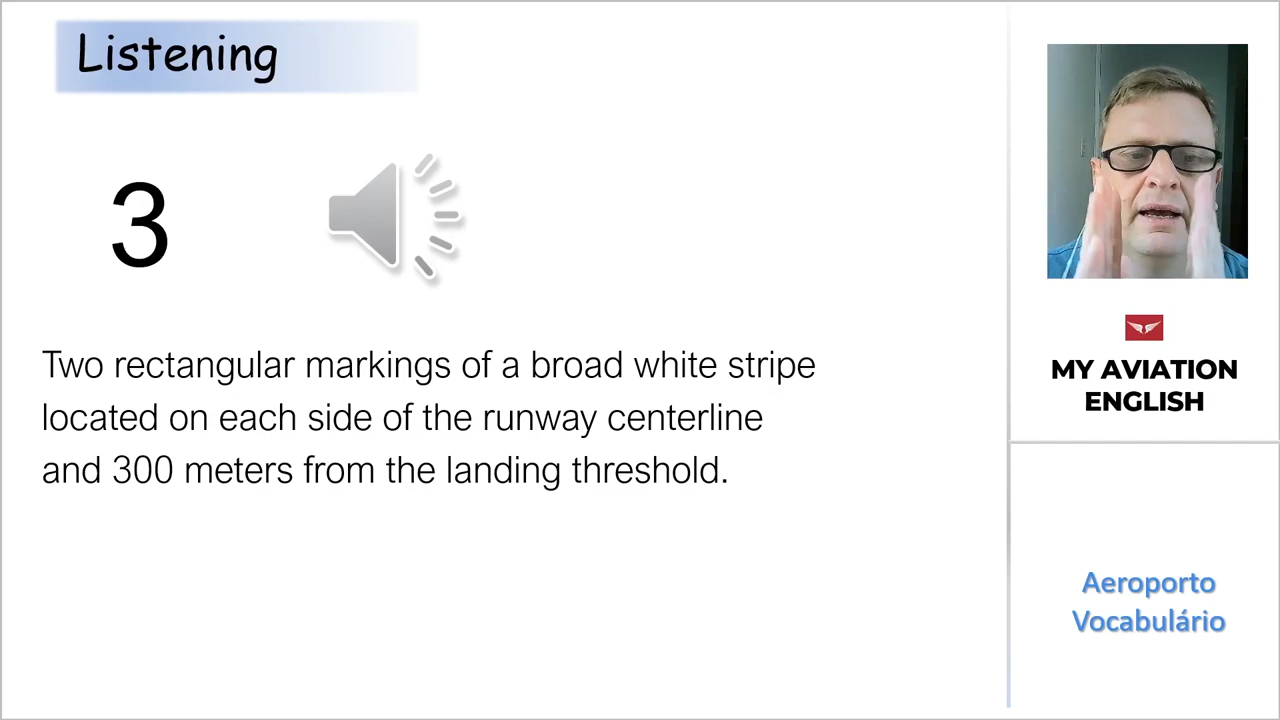 Listening
3
Two rectangular markings of a broad white stripe
located on each side of the runway centerline
and 300 meters from the landing threshold.
MY AVIATION
ENGLISH
Aeroporto
Vocabulário